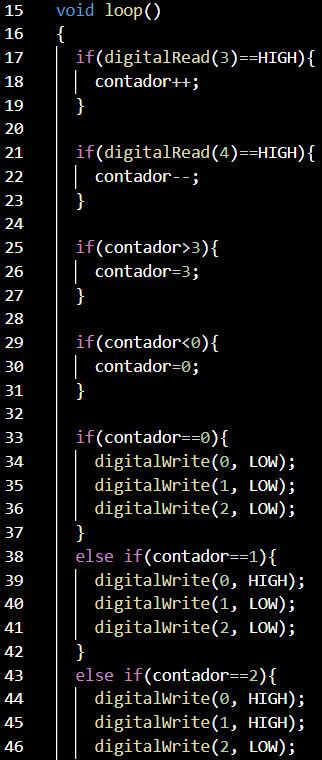 15 void loop()
16 {
17 if(digitalRead(3)==HIGH){
18 contador++;
19 }
20
21 if(digitalRead(4)==HIGH){
22 contador--;
23 }
24
25 if(contador>3){
26 contador=3;
27 }
28
29 if(contador<0){
30 contador=0;
31 }
32
33 if(contador==0){
34 digitalWrite(0, LOW);
35 digitalWrite(1, LOW);
36 digitalWrite(2, LOW);
37 }
38 else if(contador==1){
39 digitalWrite(0, HIGH);
40 digitalWrite(1, LOW);
41 digitalWrite(2, LOW);
42 }
43 else if(contador==2){
44 digitalWrite(0, HIGH);
45 digitalWrite(1, HIGH);
46 digitalWrite(2, LOW);